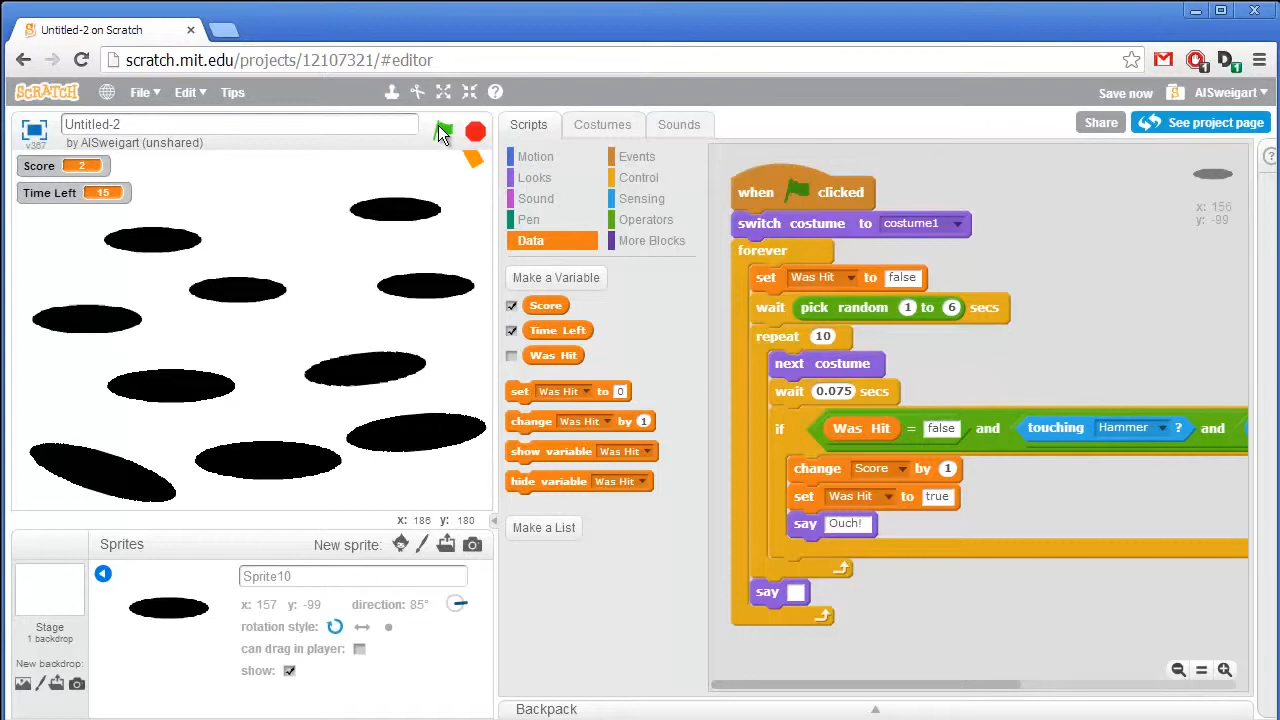 Untitled-2 on Scratch
scratch.mit.edu/projects/12107321/#editor
1
1
SCRATCH
File
Edit
Tips
Save now
AlSweigart
Untitled-2
by AlSweigart (unshared)
v387
Scripts
Costumes
Sounds
Share
See project page
Score 2
Time Left 15
Motion
Looks
Sound
Pen
Data
Events
Control
Sensing
Operators
More Blocks
Make a Variable
Score
Time Left
Was Hit
set Was Hit to 0
change Was Hit by 1
show variable Was Hit
hide variable Was Hit
Make a List
when clicked
switch costume to costume1
forever
set Was Hit to false
wait pick random 1 to 6 secs
repeat 10
next costume
wait 0.075 secs
if Was Hit = false and touching Hammer ? and
change Score by 1
set Was Hit to true
say Ouch!
say
x: 156
y: -99
x: 186 y: 180
Sprites
New sprite:
Stage
1 backdrop
New backdrop:
Sprite10
x: 157 y: -99 direction: 85°
rotation style:
can drag in player:
show:
Backpack